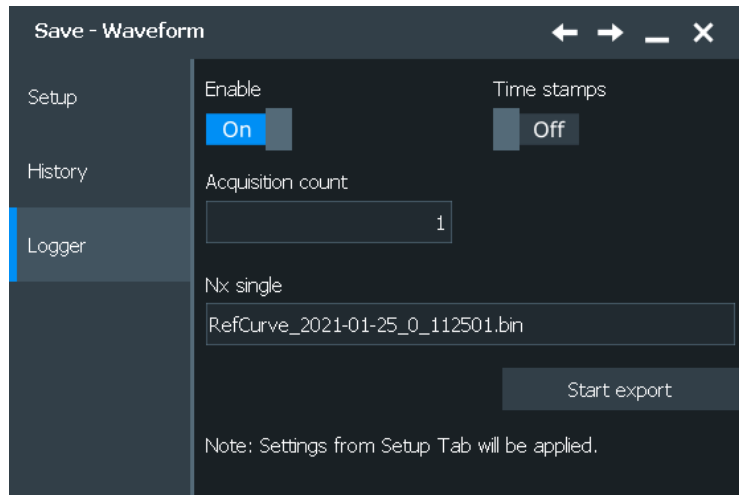 Save - Waveform
Setup
History
Logger
Enable
Time stamps
On
Off
Acquisition count
1
Nx single
RefCurve_2021-01-25_0_112501.bin
Start export
Note: Settings from Setup Tab will be applied.